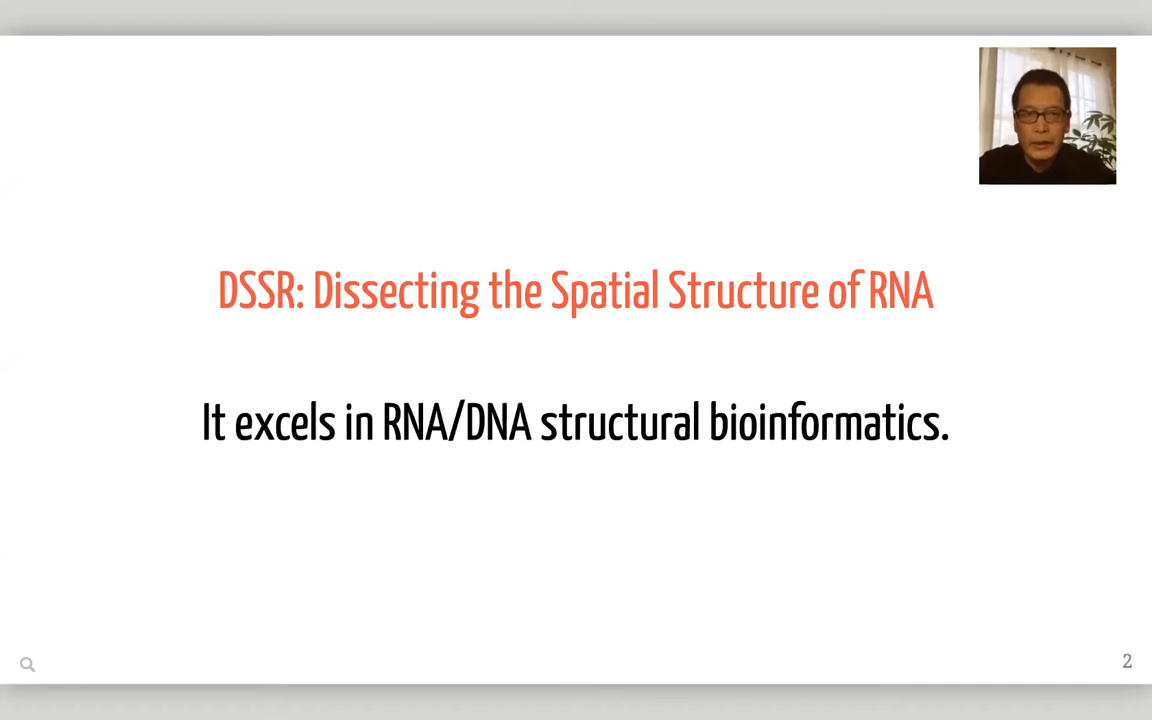 DSSR: Dissecting the Spatial Structure of RNA
It excels in RNA/DNA structural bioinformatics.
2